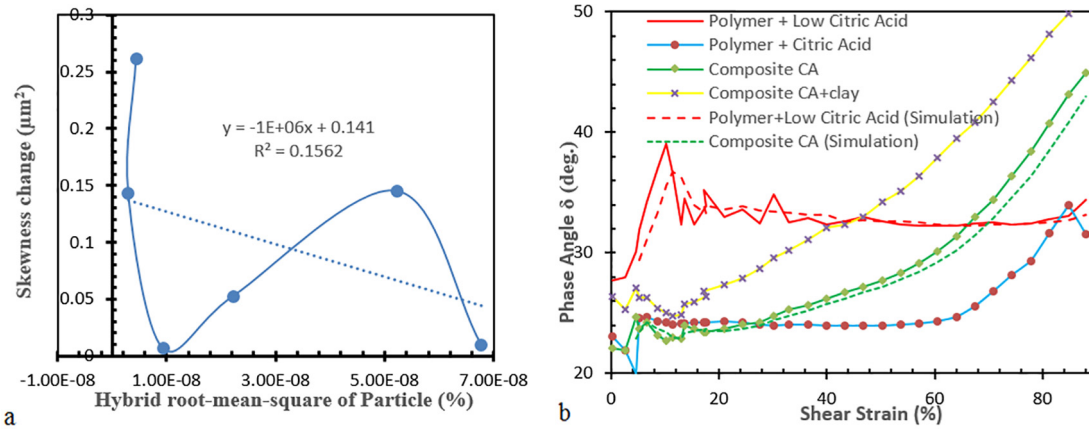 0.3
0.25
0.2
0.15
0.1
0.05
0
Skewness change (μm²)
y = -1E+06x + 0.141
R² = 0.1562
-1.00E-08 1.00E-08 3.00E-08 5.00E-08 7.00E-08
Hybrid root-mean-square of Particle (%)
a
50
40
30
20
Phase Angle δ (deg.)
Polymer + Low Citric Acid
Polymer + Citric Acid
Composite CA
Composite CA+clay
Polymer+Low Citric Acid (Simulation)
Composite CA (Simulation)
0 20 40 60 80
Shear Strain (%)
b